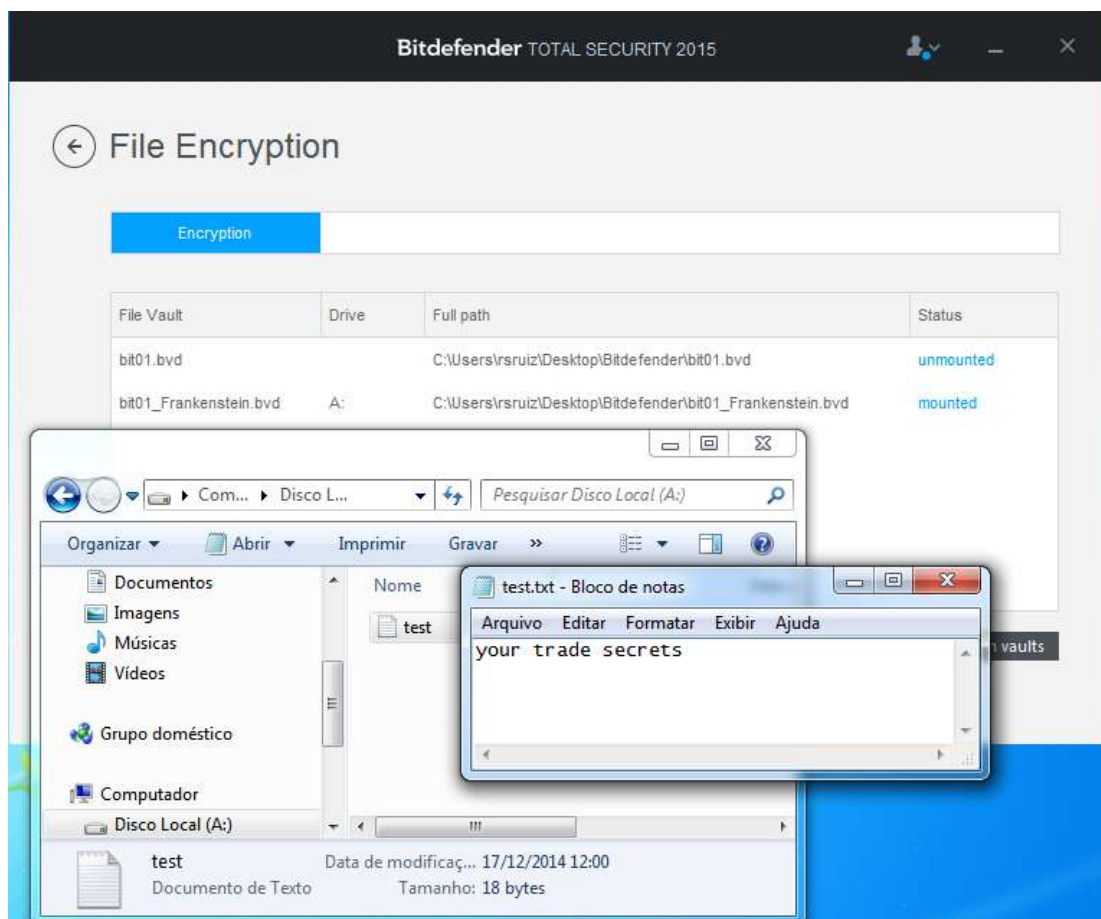 Bitdefender TOTAL SECURITY 2015
File Encryption
Encryption
File Vault Drive Full path Status
bit01.bvd C:\Users\rsruiz\Desktop\Bitdefender\bit01.bvd unmounted
bit01_Frankenstein.bvd A: C:\Users\rsruiz\Desktop\Bitdefender\bit01_Frankenstein.bvd mounted
Com... Disco L... Pesquisar Disco Local (A:)
Organizar Abrir Imprimir Gravar »
Documentos
Imagens
Músicas
Vídeos
Grupo doméstico
Computador
Disco Local (A:)
Nome
test
test.txt - Bloco de notas
Arquivo Editar Formatar Exibir Ajuda
your trade secrets
vaults
test Data de modificaç... 17/12/2014 12:00
Documento de Texto Tamanho: 18 bytes